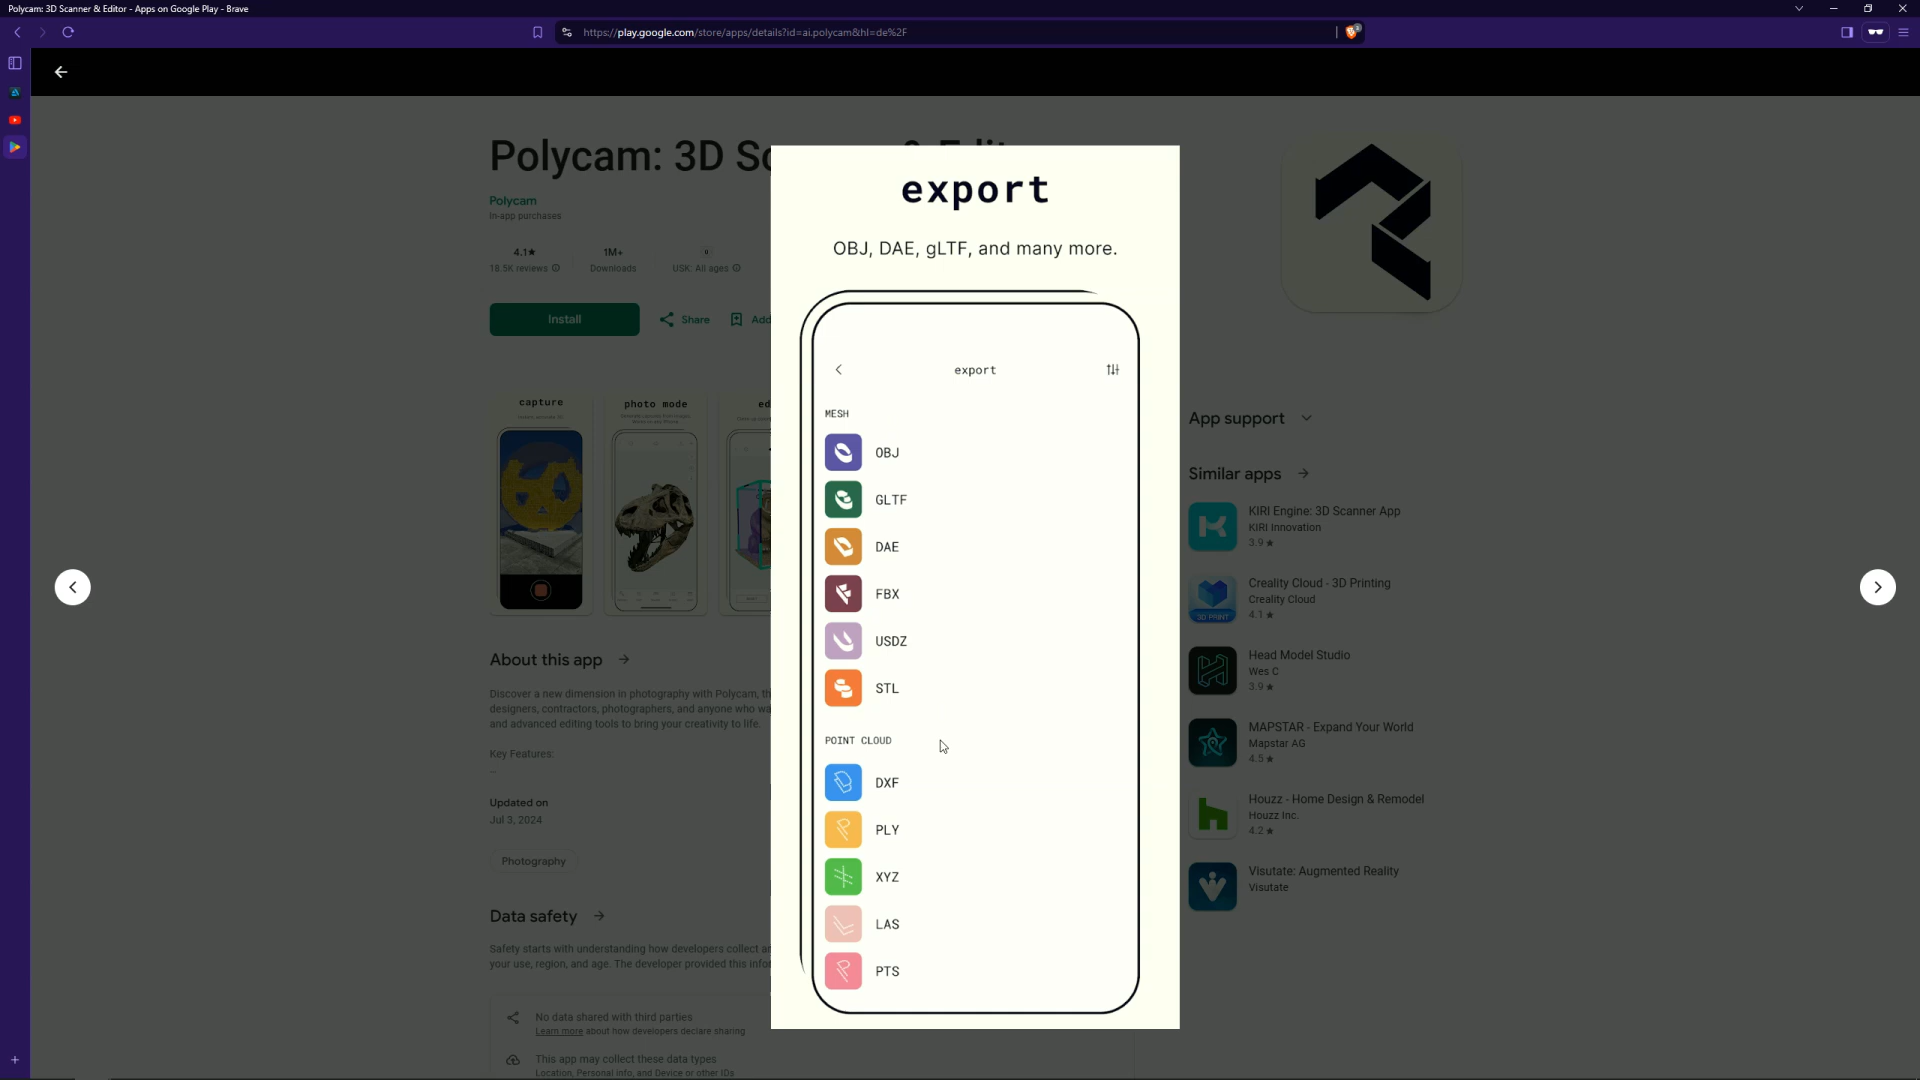 Polycam: 3D Scanner & Editor - Apps on Google Play - Brave
https://play.google.com/store/apps/details?id=ai.polycam&hl=de%2F
Polycam: 3D
Polycam
In-app purchases
4.1★
18.5K reviews
1M+
Downloads
0
USK: All ages
Install
Share
Add
capture
photo mode
export
OBJ, DAE, gLTF, and many more.
export
MESH
OBJ
GLTF
DAE
FBX
USDZ
STL
POINT CLOUD
DXF
PLY
XYZ
LAS
PTS
About this app
Discover a new dimension in photography with Polycam,
designers, contractors, photographers, and anyone who
and advanced editing tools to bring your creativity to life.
Key Features:
...
Updated on
Jul 3, 2024
Photography
Data safety
Safety starts with understanding how developers collect
your use, region, and age. The developer provided this
No data shared with third parties
Learn more about how developers declare sharing
This app may collect these data types
Location, Personal info, and Device or other IDs
App support
Similar apps
KIRI Engine: 3D Scanner App
KIRI Innovation
3.9★
Creality Cloud - 3D Printing
Creality Cloud
4.1★
3D PRINT
Head Model Studio
Wes C
3.9★
MAPSTAR - Expand Your World
Mapstar AG
4.5★
Houzz - Home Design & Remodel
Houzz Inc.
4.2★
Visutate: Augmented Reality
Visutate